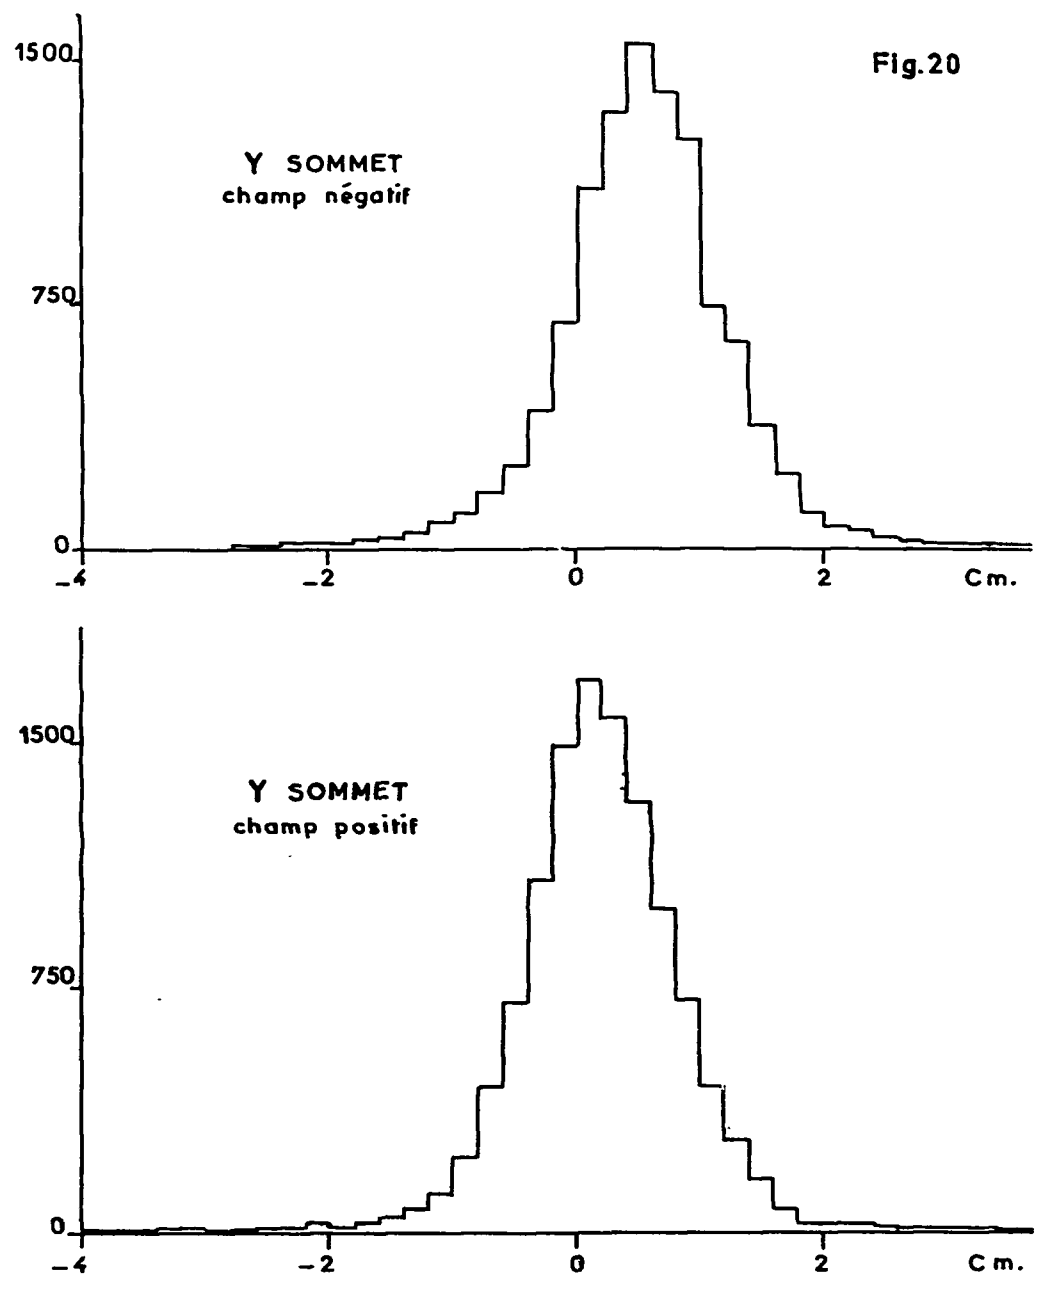 1500
Fig.20
Y SOMMET
champ négatif
750
0
-4 -2 0 2 Cm.
1500
Y SOMMET
champ positif
750
0
-4 -2 0 2 Cm.